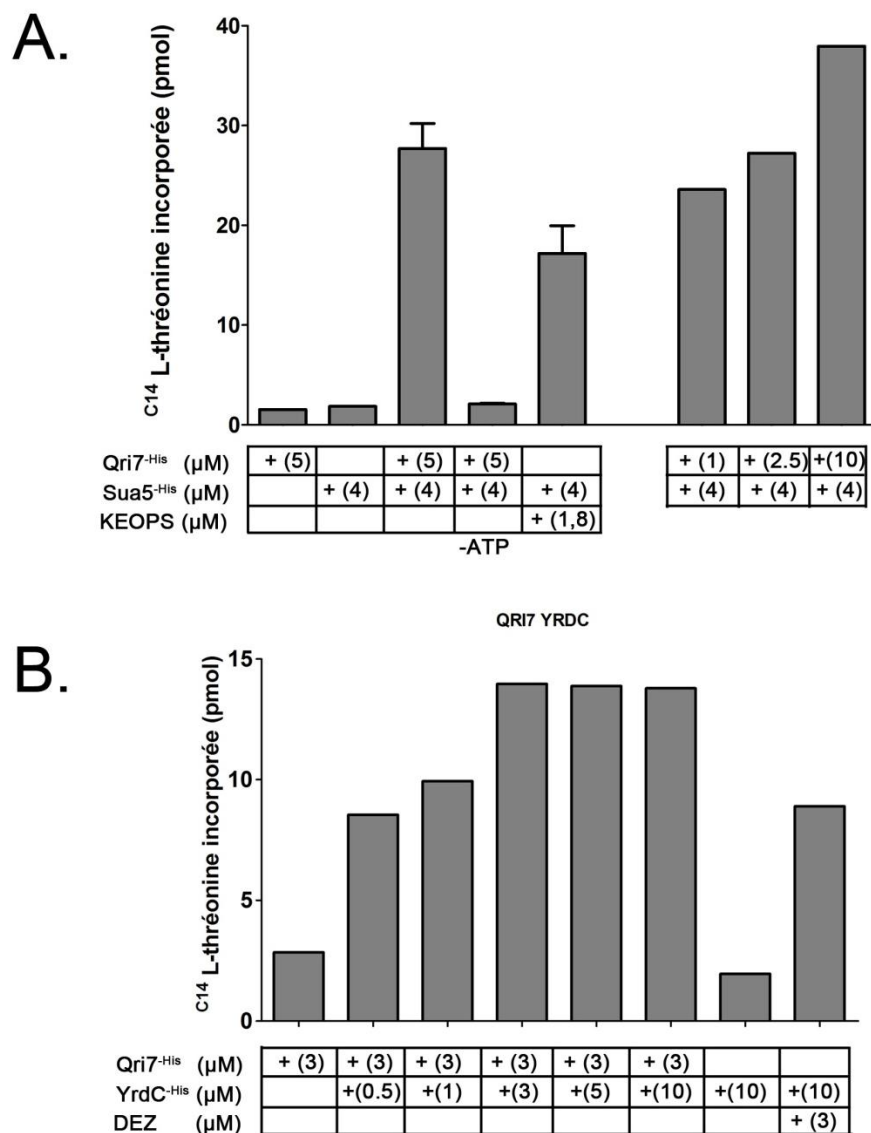 A.
C14 L-thréonine incorporée (pmol)
40
30
20
10
0
Qri7-His (µM) + (5) + (5) + (5) + (1) + (2.5) +(10)
Sua5-His (µM) + (4) + (4) + (4) + (4) + (4) + (4) + (4)
KEOPS (µM) + (1,8)
-ATP
QRI7 YRDC
B.
C14 L-thréonine incorporée (pmol)
15
10
5
0
Qri7-His (µM) + (3) + (3) + (3) + (3) + (3) + (3)
YrdC-His (µM) +(0.5) +(1) +(3) +(5) +(10) +(10) +(10)
DEZ (µM) + (3)